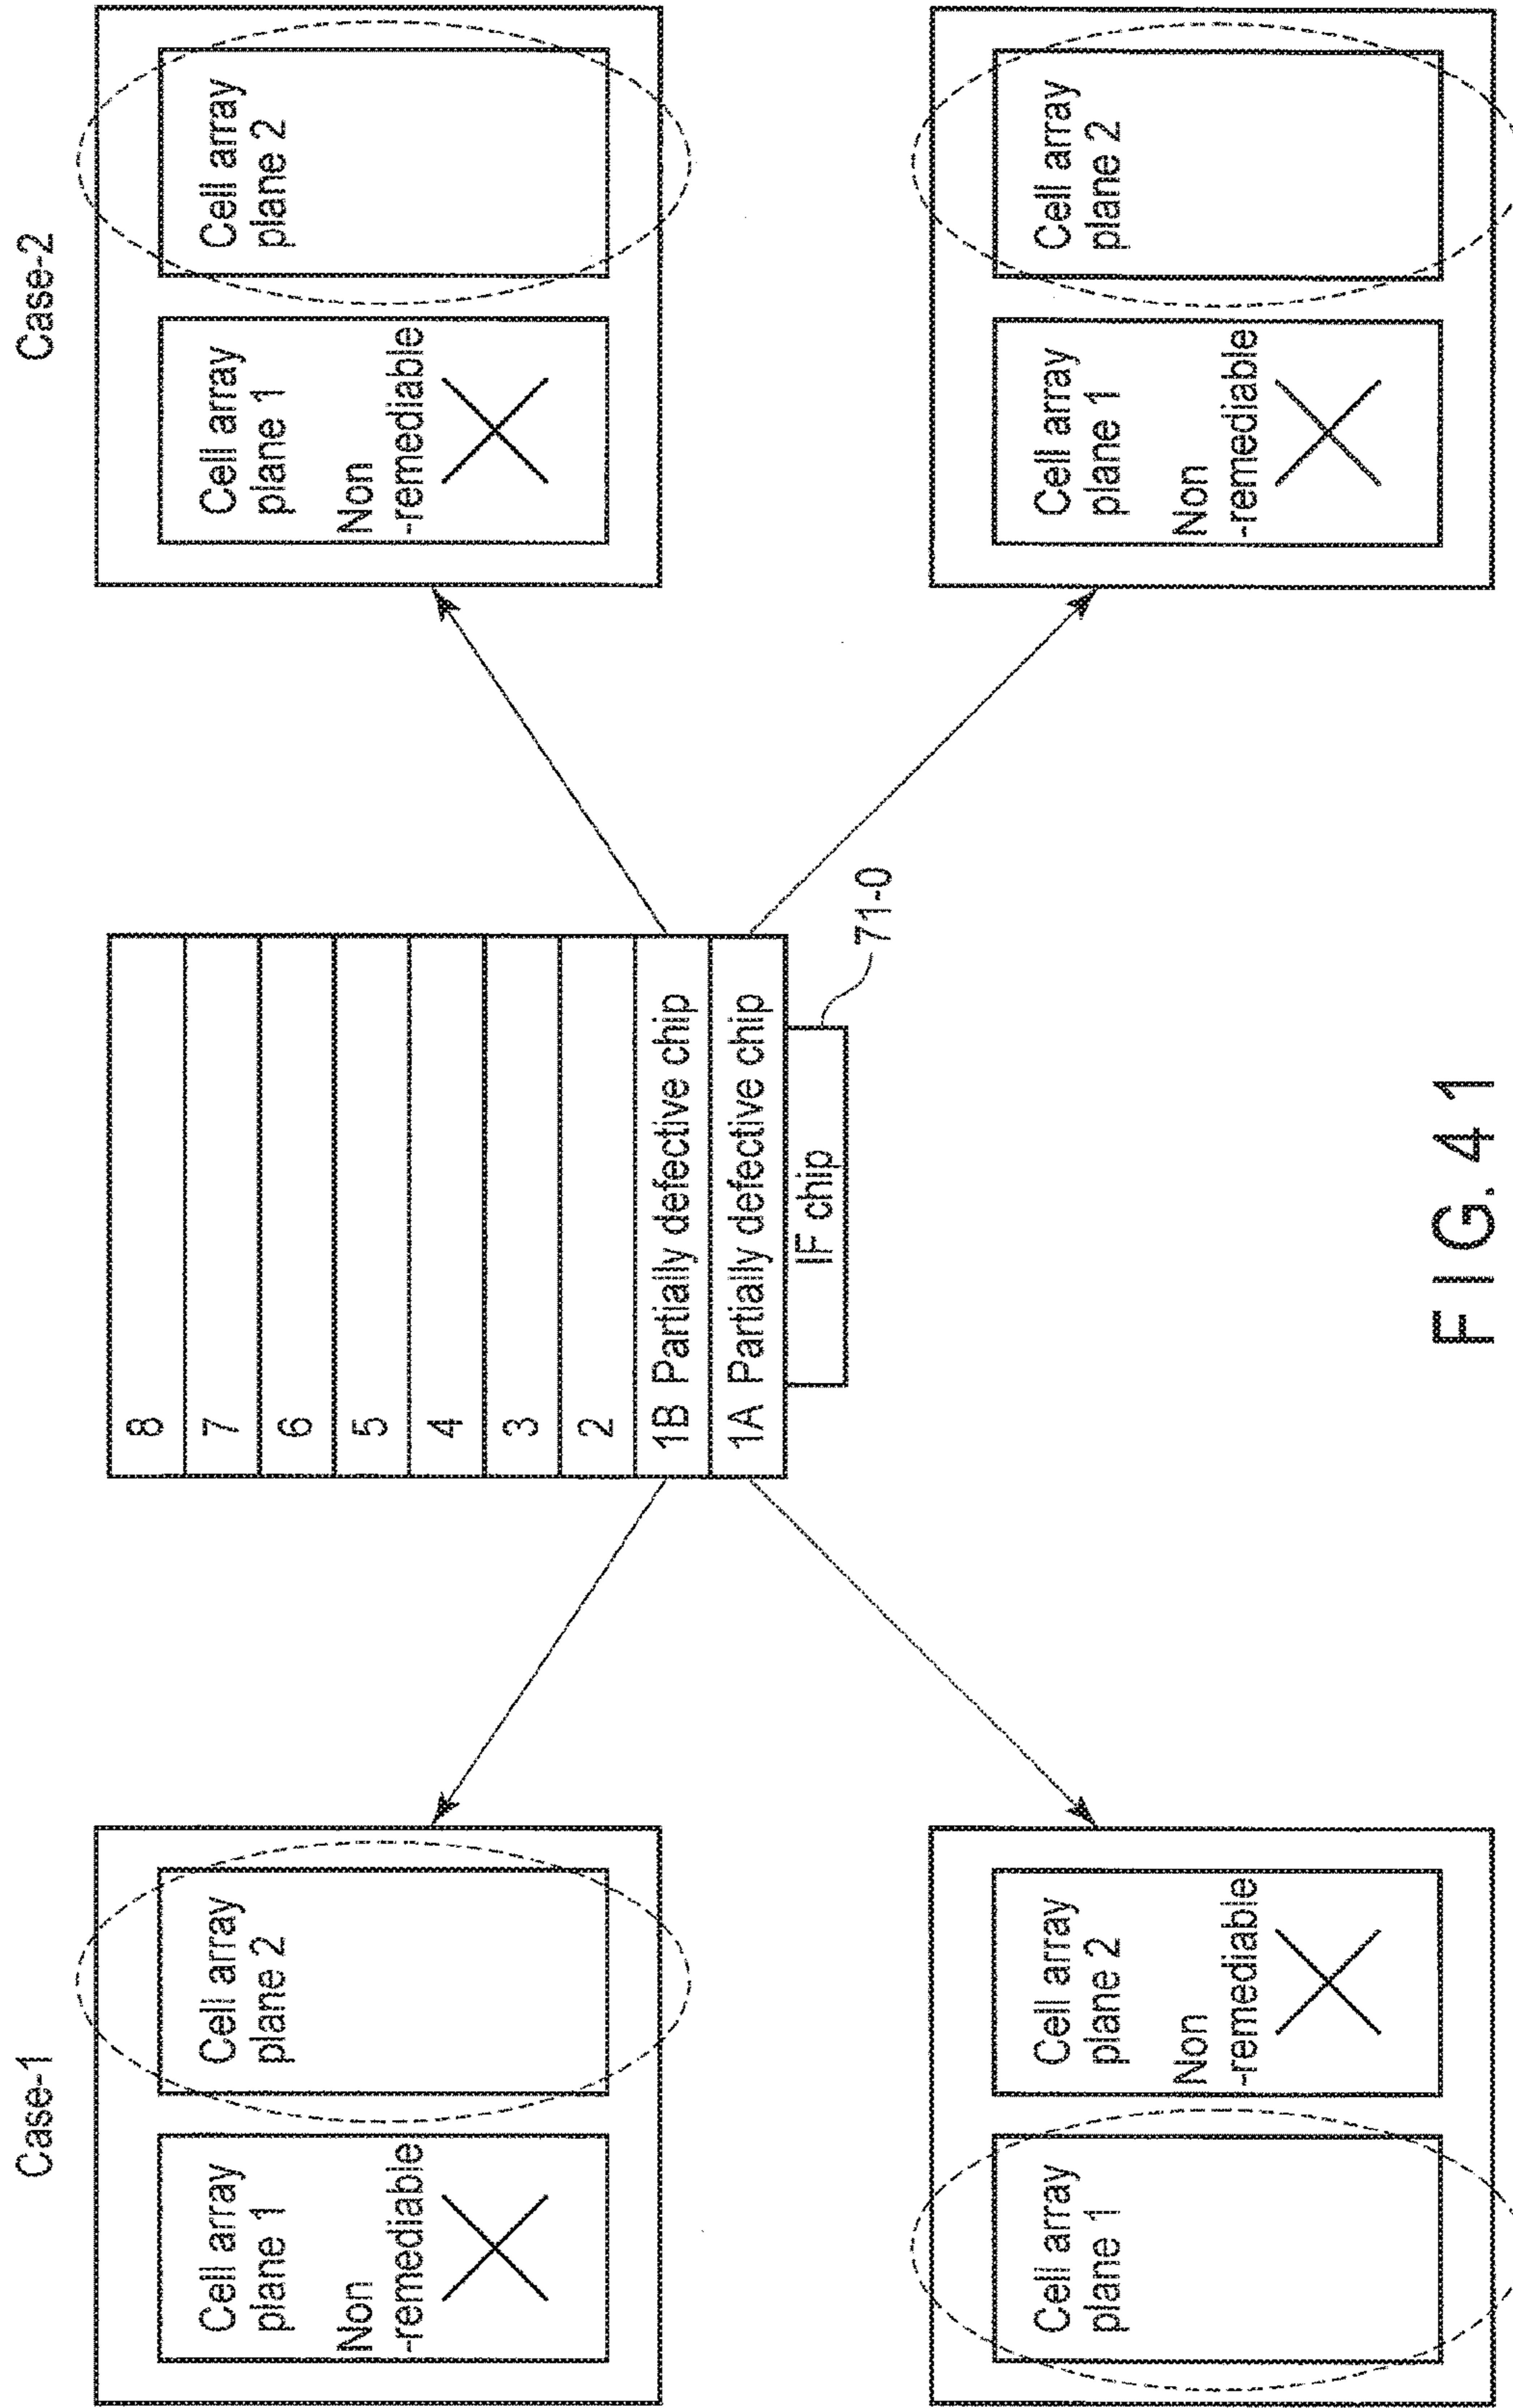 Case-1
Cell array
plane 1
Non
-remediable
Cell array
plane 2
Cell array
plane 1
Cell array
plane 2
Non
-remediable
8
7
6
5
4
3
2
1B Partially defective chip
1A Partially defective chip
IF chip
71-0
Case-2
Cell array
plane 1
Non
-remediable
Cell array
plane 2
Cell array
plane 1
Non
-remediable
Cell array
plane 2
FIG. 41